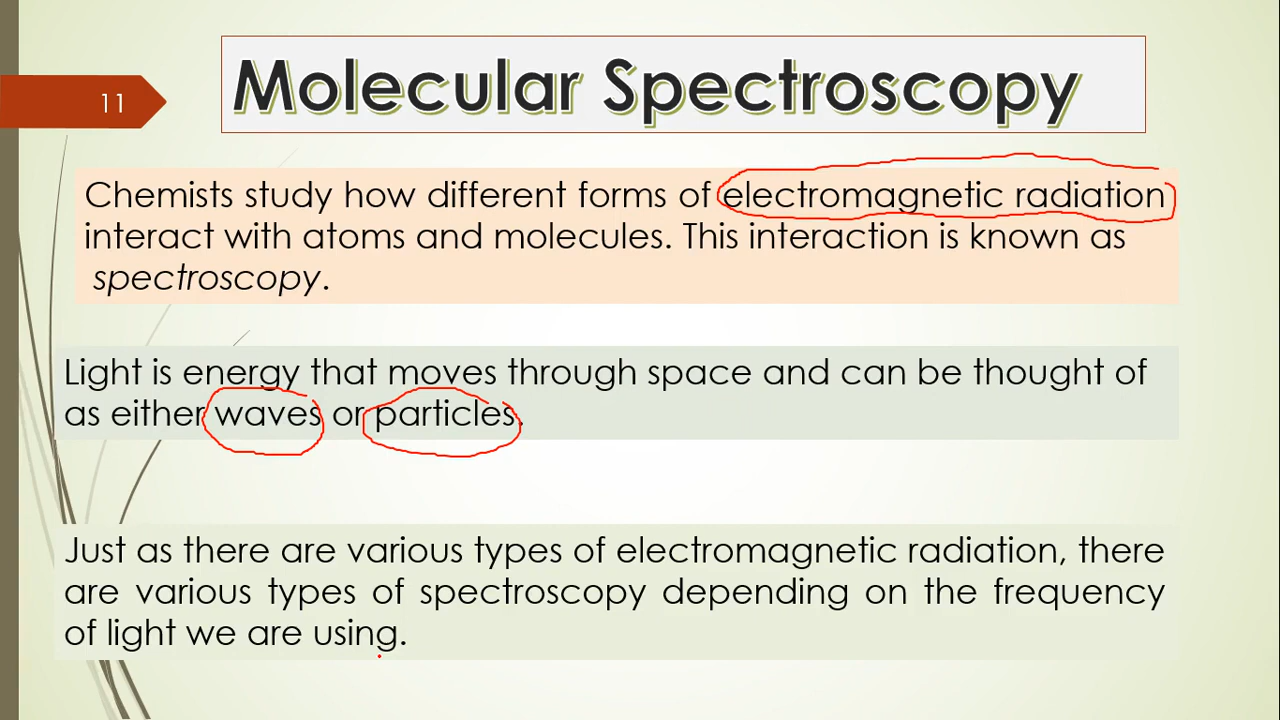 Molecular Spectroscopy
11
Chemists study how different forms of electromagnetic radiation
interact with atoms and molecules. This interaction is known as
spectroscopy.
Light is energy that moves through space and can be thought of
as either waves or particles.
Just as there are various types of electromagnetic radiation, there
are various types of spectroscopy depending on the frequency
of light we are using.